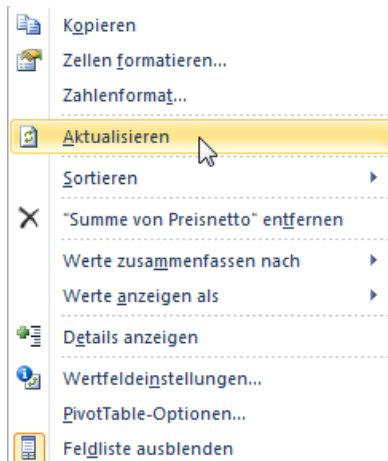 Kopieren
Zellen formatieren...
Zahlenformat...
Aktualisieren
Sortieren
"Summe von Preisnetto" entfernen
Werte zusammenfassen nach
Werte anzeigen als
Details anzeigen
Wertfeldeinstellungen...
PivotTable-Optionen...
Feldliste ausblenden